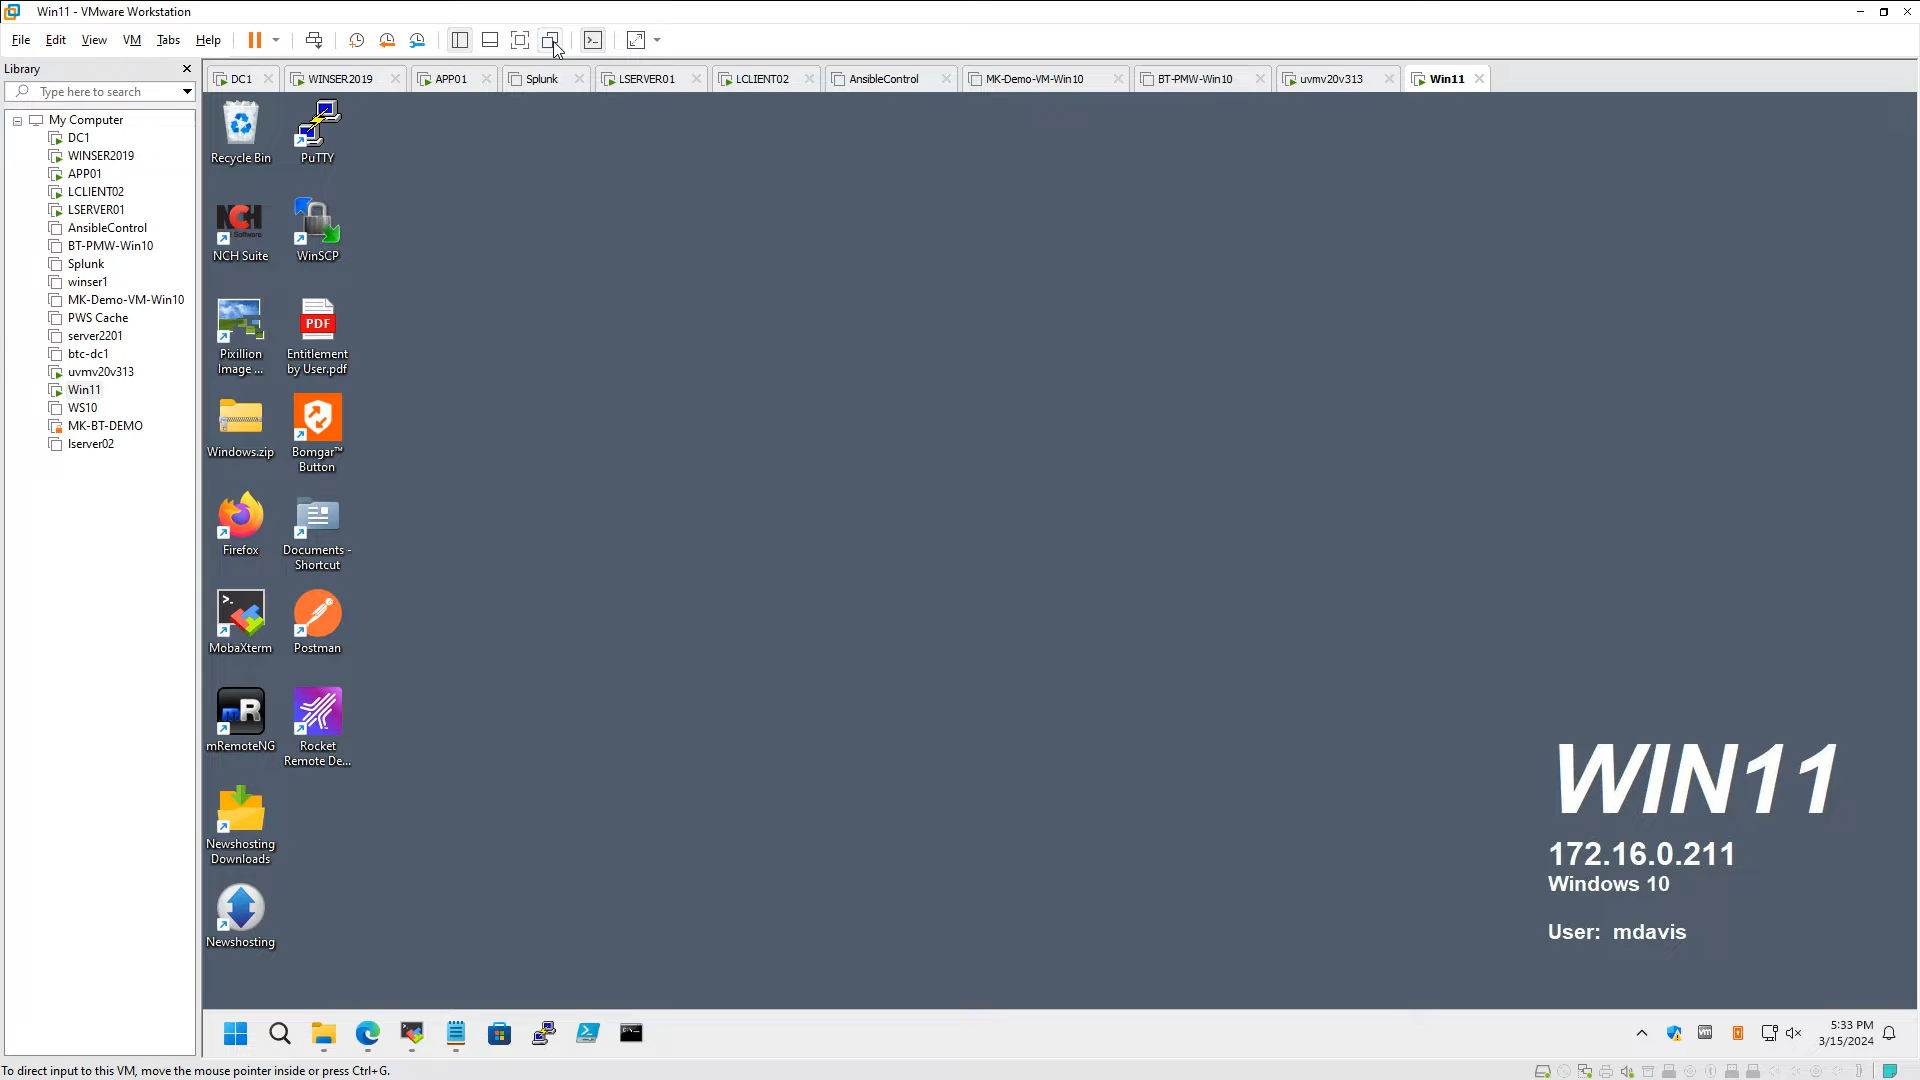 Win11 - VMware Workstation
File Edit View VM Tabs Help
Library
DC1 WINSER2019 APP01 Splunk LSERVER01 LCLIENT02 AnsibleControl MK-Demo-VM-Win10 BT-PMW-Win10 uvmv20v313 Win11
Type here to search
My Computer
DC1
WINSER2019
APP01
LCLIENT02
LSERVER01
AnsibleControl
BT-PMW-Win10
Splunk
winser1
MK-Demo-VM-Win10
PWS Cache
server2201
btc-dc1
uvmv20v313
Win11
WS10
MK-BT-DEMO
lserver02
Recycle Bin PuTTY
NCH
NCH Suite WinSCP
PDF
Pixillion Entitlement
Image ... by User.pdf
Windows.zip Bomgar™
Button
Firefox Documents -
Shortcut
MobaXterm Postman
mR
mRemoteNG Rocket
Remote De...
Newshosting
Downloads
Newshosting
WIN11
172.16.0.211
Windows 10
User: mdavis
5:33 PM
3/15/2024
To direct input to this VM, move the mouse pointer inside or press Ctrl+G.